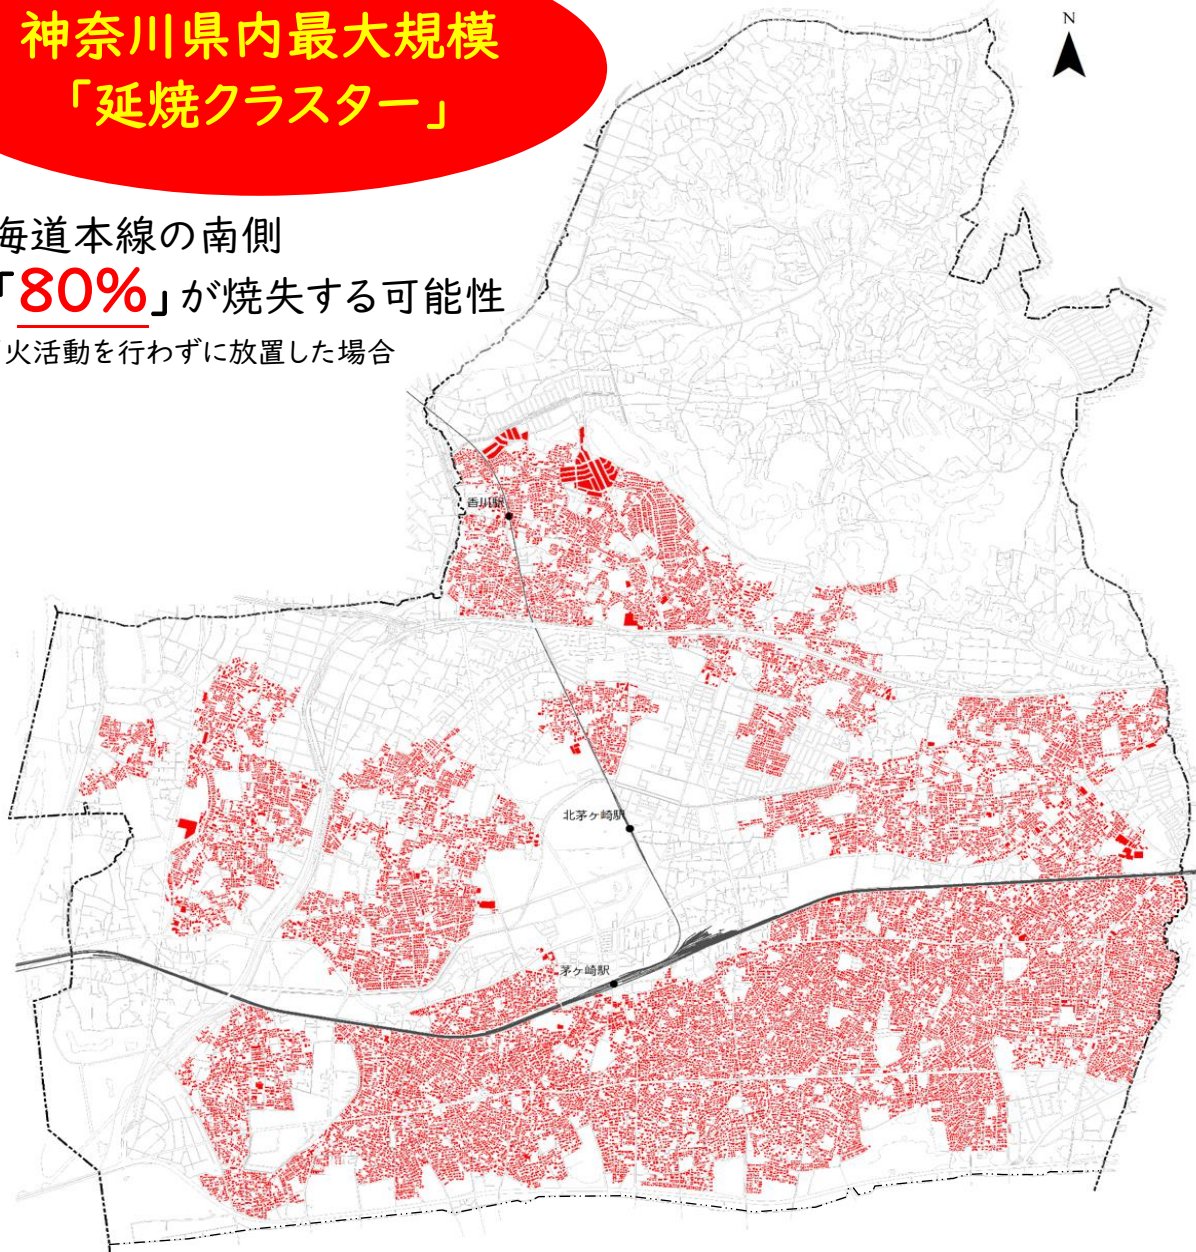 神奈川県内最大規模
「延焼クラスター」
N
海道本線の南側
「80%」が焼失する可能性
火活動を行わずに放置した場合
香川駅
北茅ヶ崎駅
茅ヶ崎駅